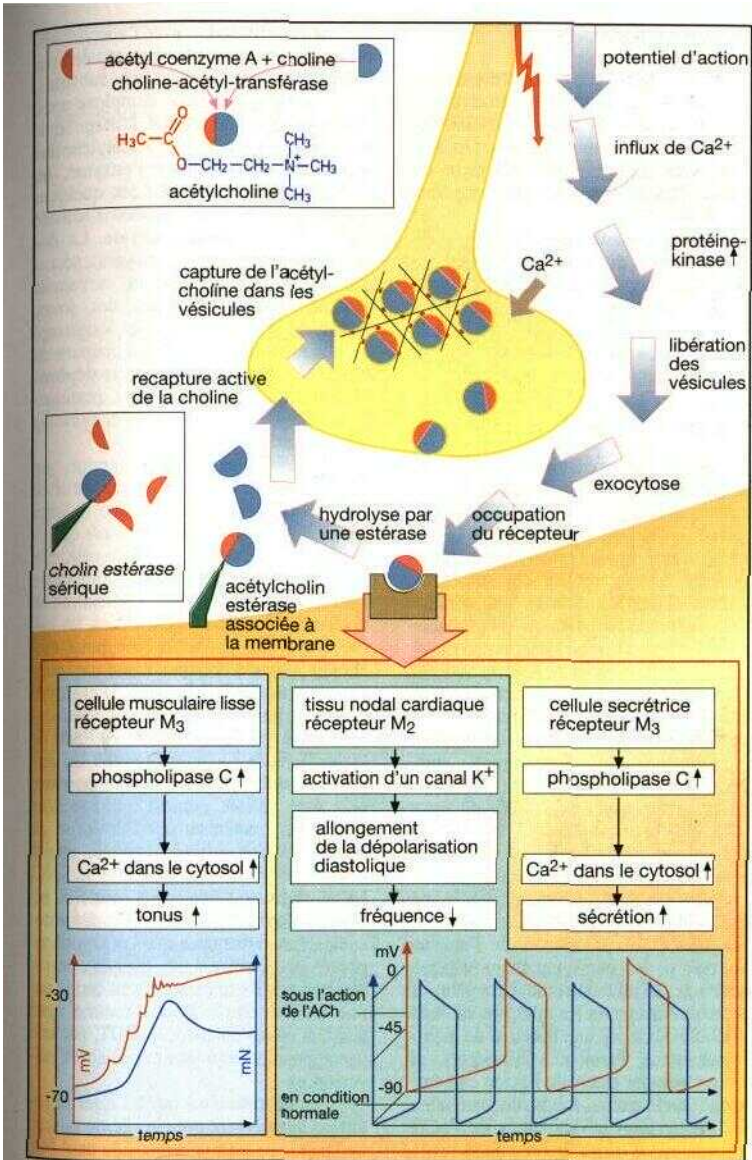 acétyl coenzyme A + choline
choline-acétyl-transférase
O
H₃C–C
O–CH₂–CH₂–N⁺–CH₃
CH₃
CH₃
acétylcholine
potentiel d'action
influx de Ca²⁺
protéine-
kinase ↑
libération
des
vésicules
exocytose
occupation
du récepteur
hydrolyse par
une estérase
Ca²⁺
capture de l'acétyl-
choline dans les
vésicules
recapture active
de la choline
cholin estérase
sérique
acétylcholin
estérase
associée à
la membrane
cellule musculaire lisse
récepteur M₃
phospholipase C ↑
Ca²⁺ dans le cytosol ↑
tonus ↑
-30
-70
mV
mN
temps
tissu nodal cardiaque
récepteur M₂
activation d'un canal K⁺
allongement
de la dépolarisation
diastolique
fréquence ↓
cellule secrétrice
récepteur M₃
phospholipase C ↑
Ca²⁺ dans le cytosol ↑
sécrétion ↑
mV
0
sous l'action
de l'ACh
-45
-90
en condition
normale
temps